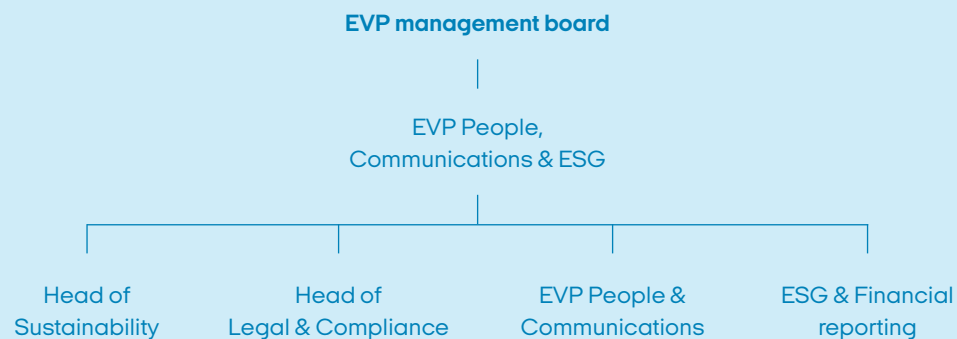 EVP management board
EVP People,
Communications & ESG
Head of
Sustainability
Head of
Legal & Compliance
EVP People &
Communications
ESG & Financial
reporting